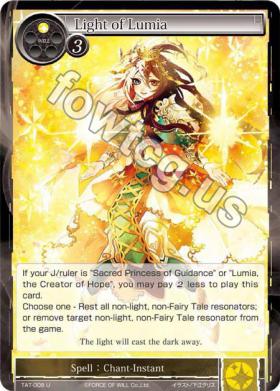 Light of Lumia
WILL
3
fowtcg.us
If your J/ruler is "Sacred Princess of Guidance" or "Lumia,
the Creator of Hope", you may pay 2 less to play this
card.
Choose one - Rest all non-light, non-Fairy Tale resonators;
or remove target non-light, non-Fairy Tale resonator from
the game.
The light will cast the dark away.
Spell : Chant-Instant
TAT-008 U
©FORCE OF WILL Co.,Ltd.